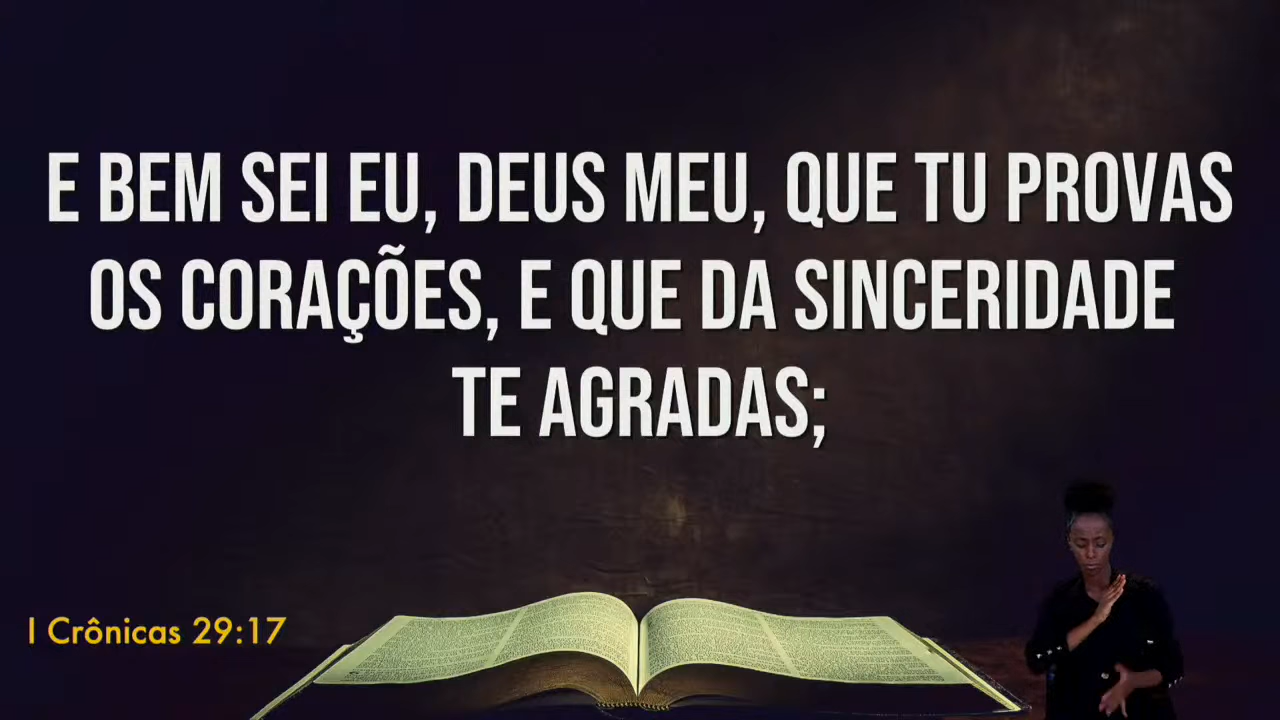 E BEM SEI EU, DEUS MEU, QUE TU PROVAS
OS CORAÇÕES, E QUE DA SINCERIDADE
TE AGRADAS;
I Crônicas 29:17